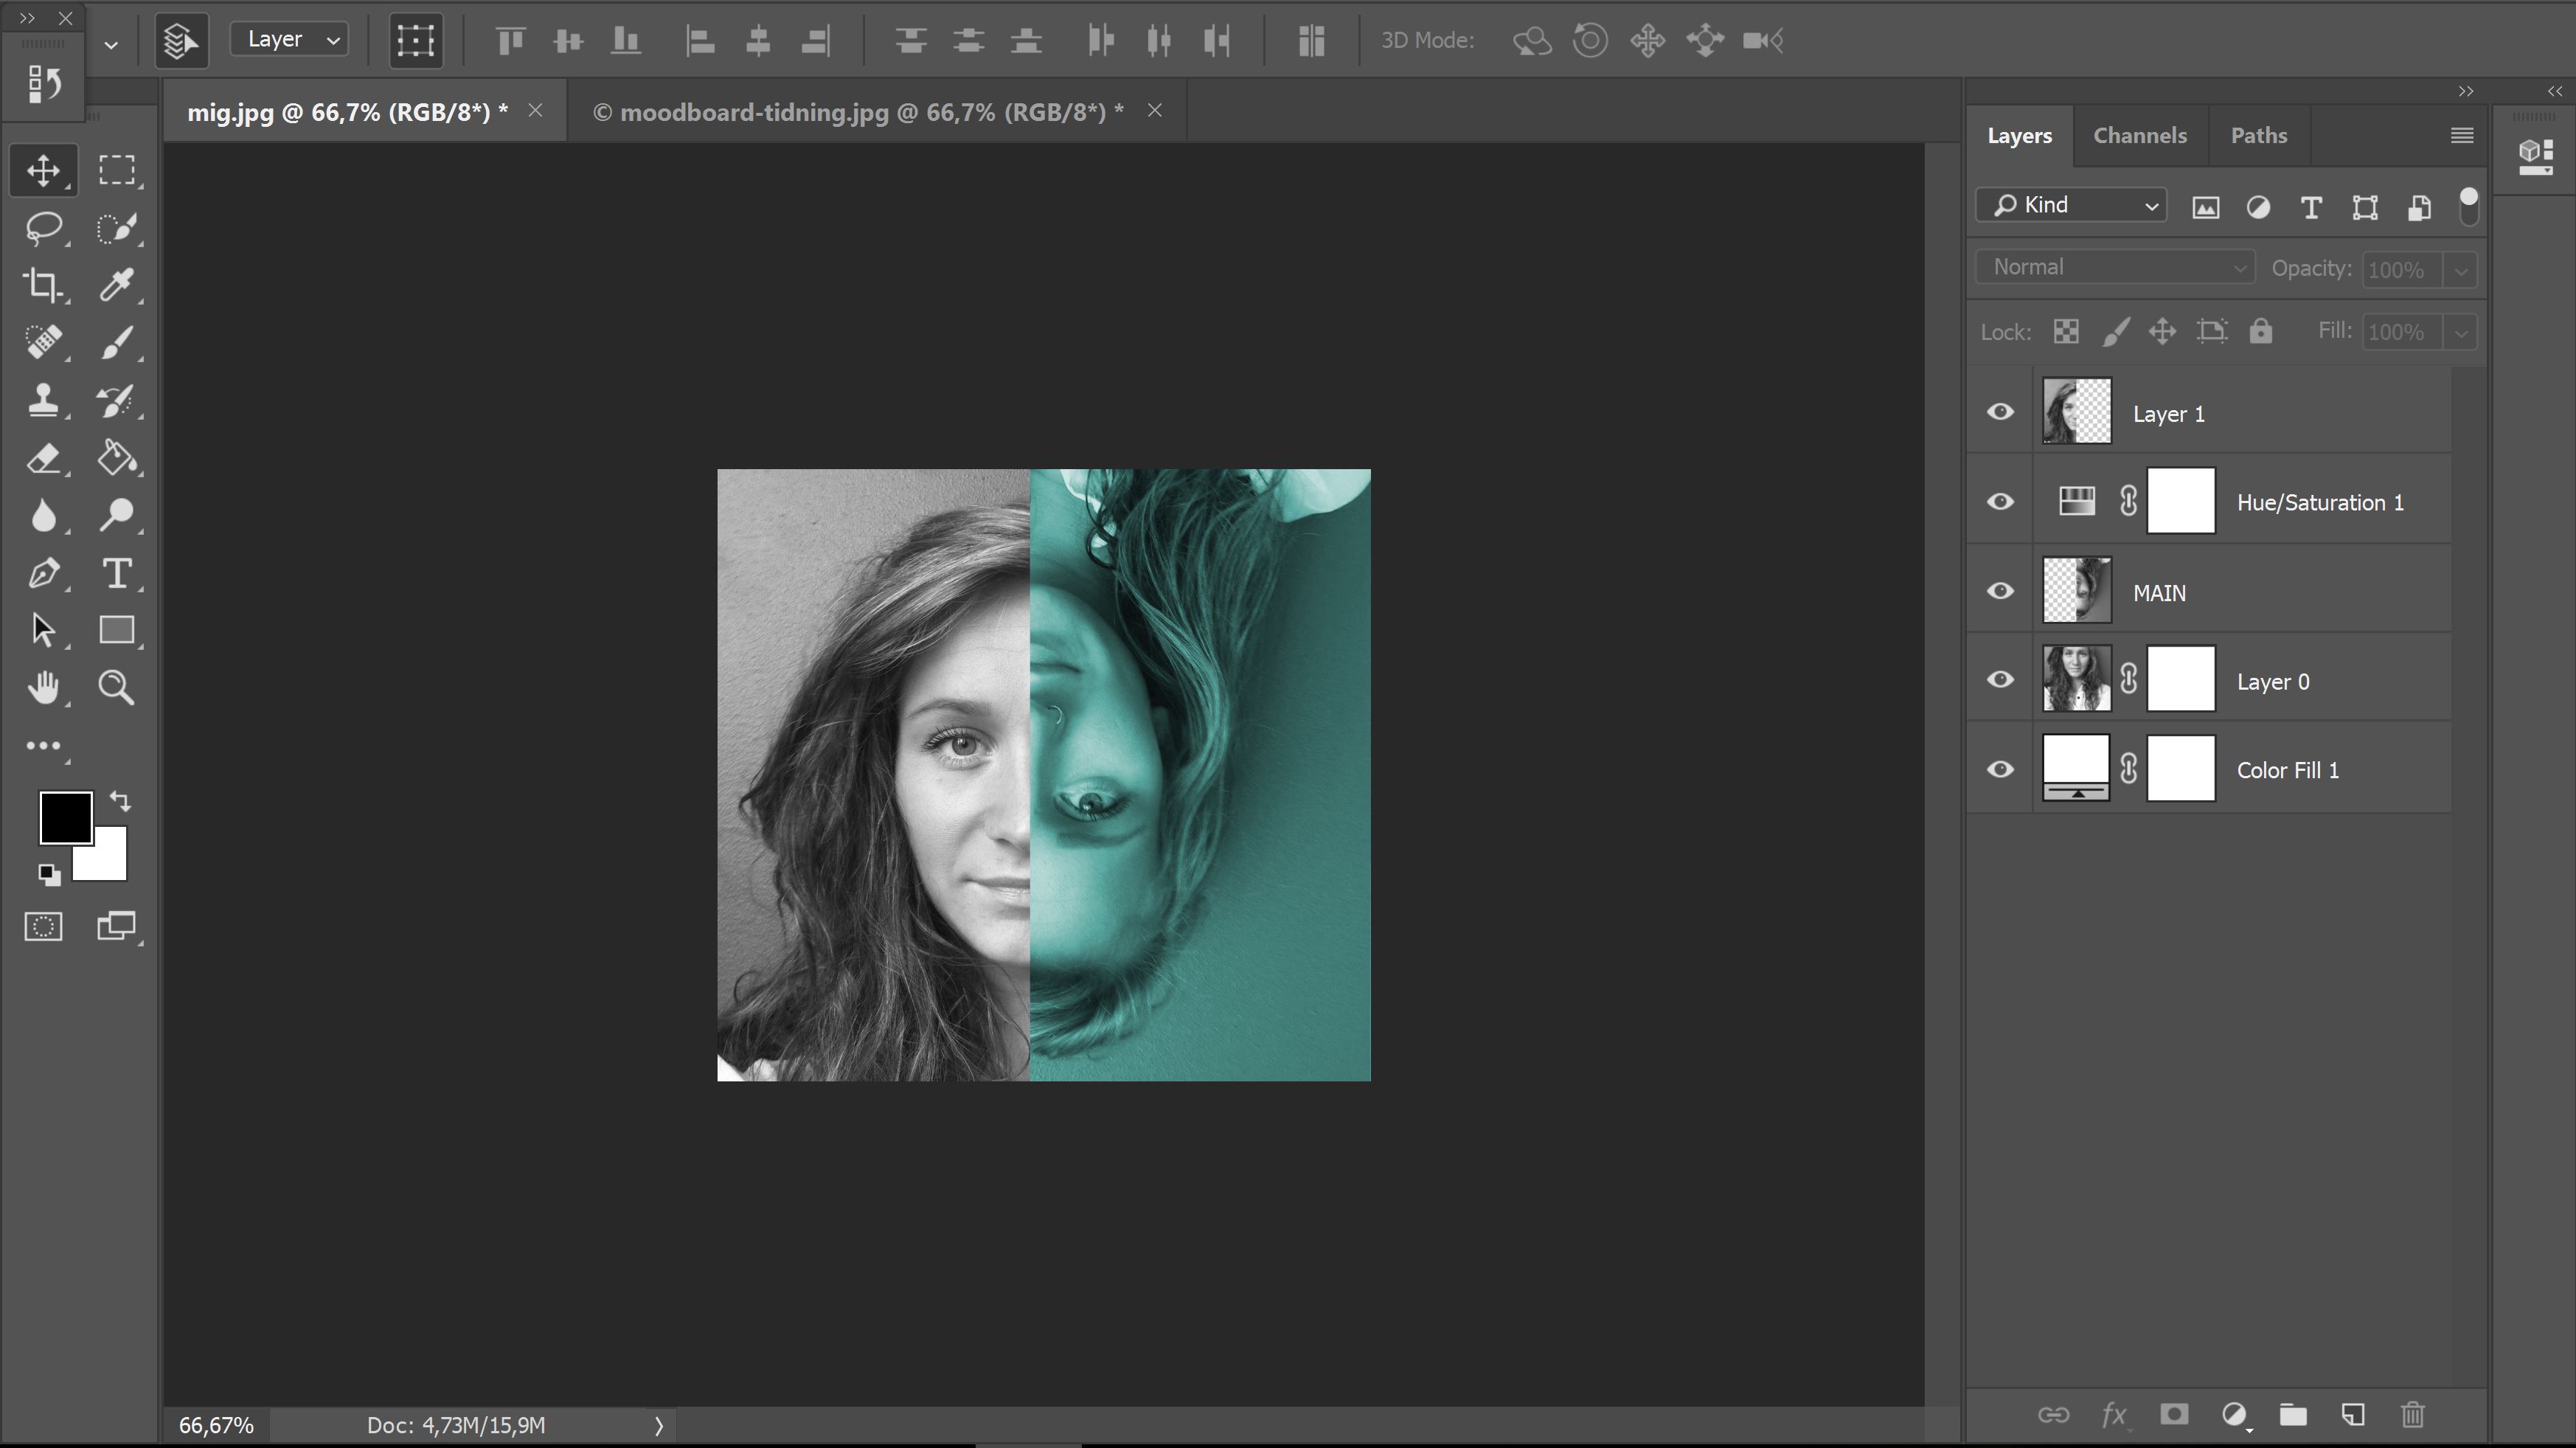 Layer
3D Mode:
mig.jpg @ 66,7% (RGB/8*) *
© moodboard-tidning.jpg @ 66,7% (RGB/8*) *
Layers
Channels
Paths
Kind
Normal
Opacity: 100%
Lock:
Fill: 100%
Layer 1
Hue/Saturation 1
MAIN
Layer 0
Color Fill 1
66,67%
Doc: 4,73M/15,9M
fx